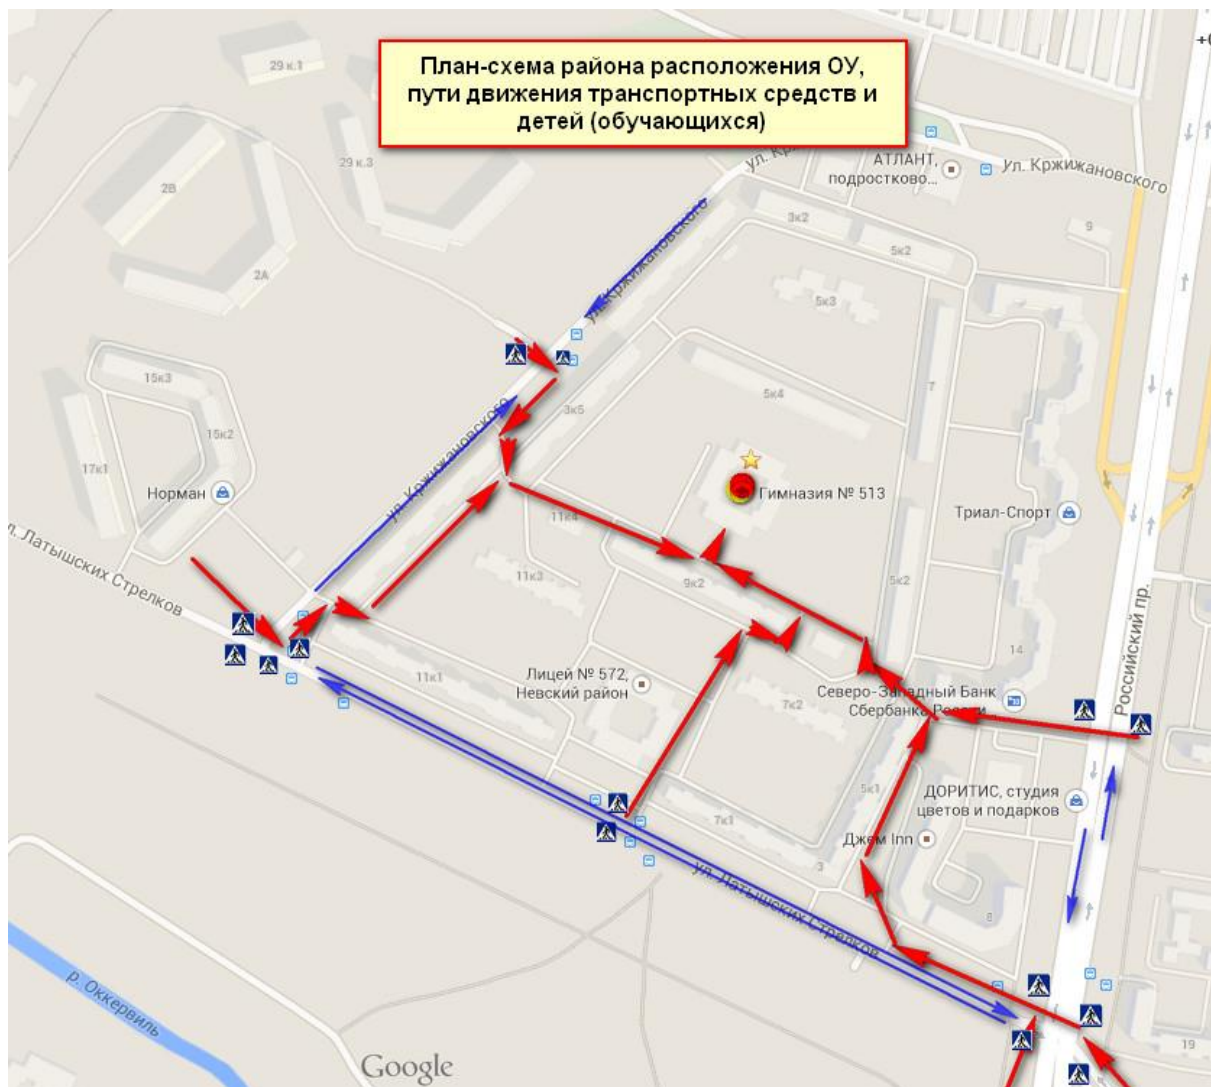 План-схема района расположения ОУ,
пути движения транспортных средств и
детей (обучающихся)
29 к.1
29 к.3
2В
2А
ул. Кр
АТЛАНТ,
подростково...
Ул. Кржижановского
9
3к2
5к2
ул. Кржижановского
5к3
15к3
15к2
17к1
Норман
3к5
5к4
7
ул. Кржижановского
Гимназия № 513
Триал-Спорт
л. Латышских Стрелков
11к4
11к3
9к2
5к2
14
Российский пр.
11к1
Лицей № 572,
Невский район
7к2
Северо-Западный Банк
Сбербанка России...
5к1
ДОРИТИС, студия
цветов и подарков
7к1
Джем Inn
3
ул. Латышских Стрелков
8
р. Оккервиль
19
Google